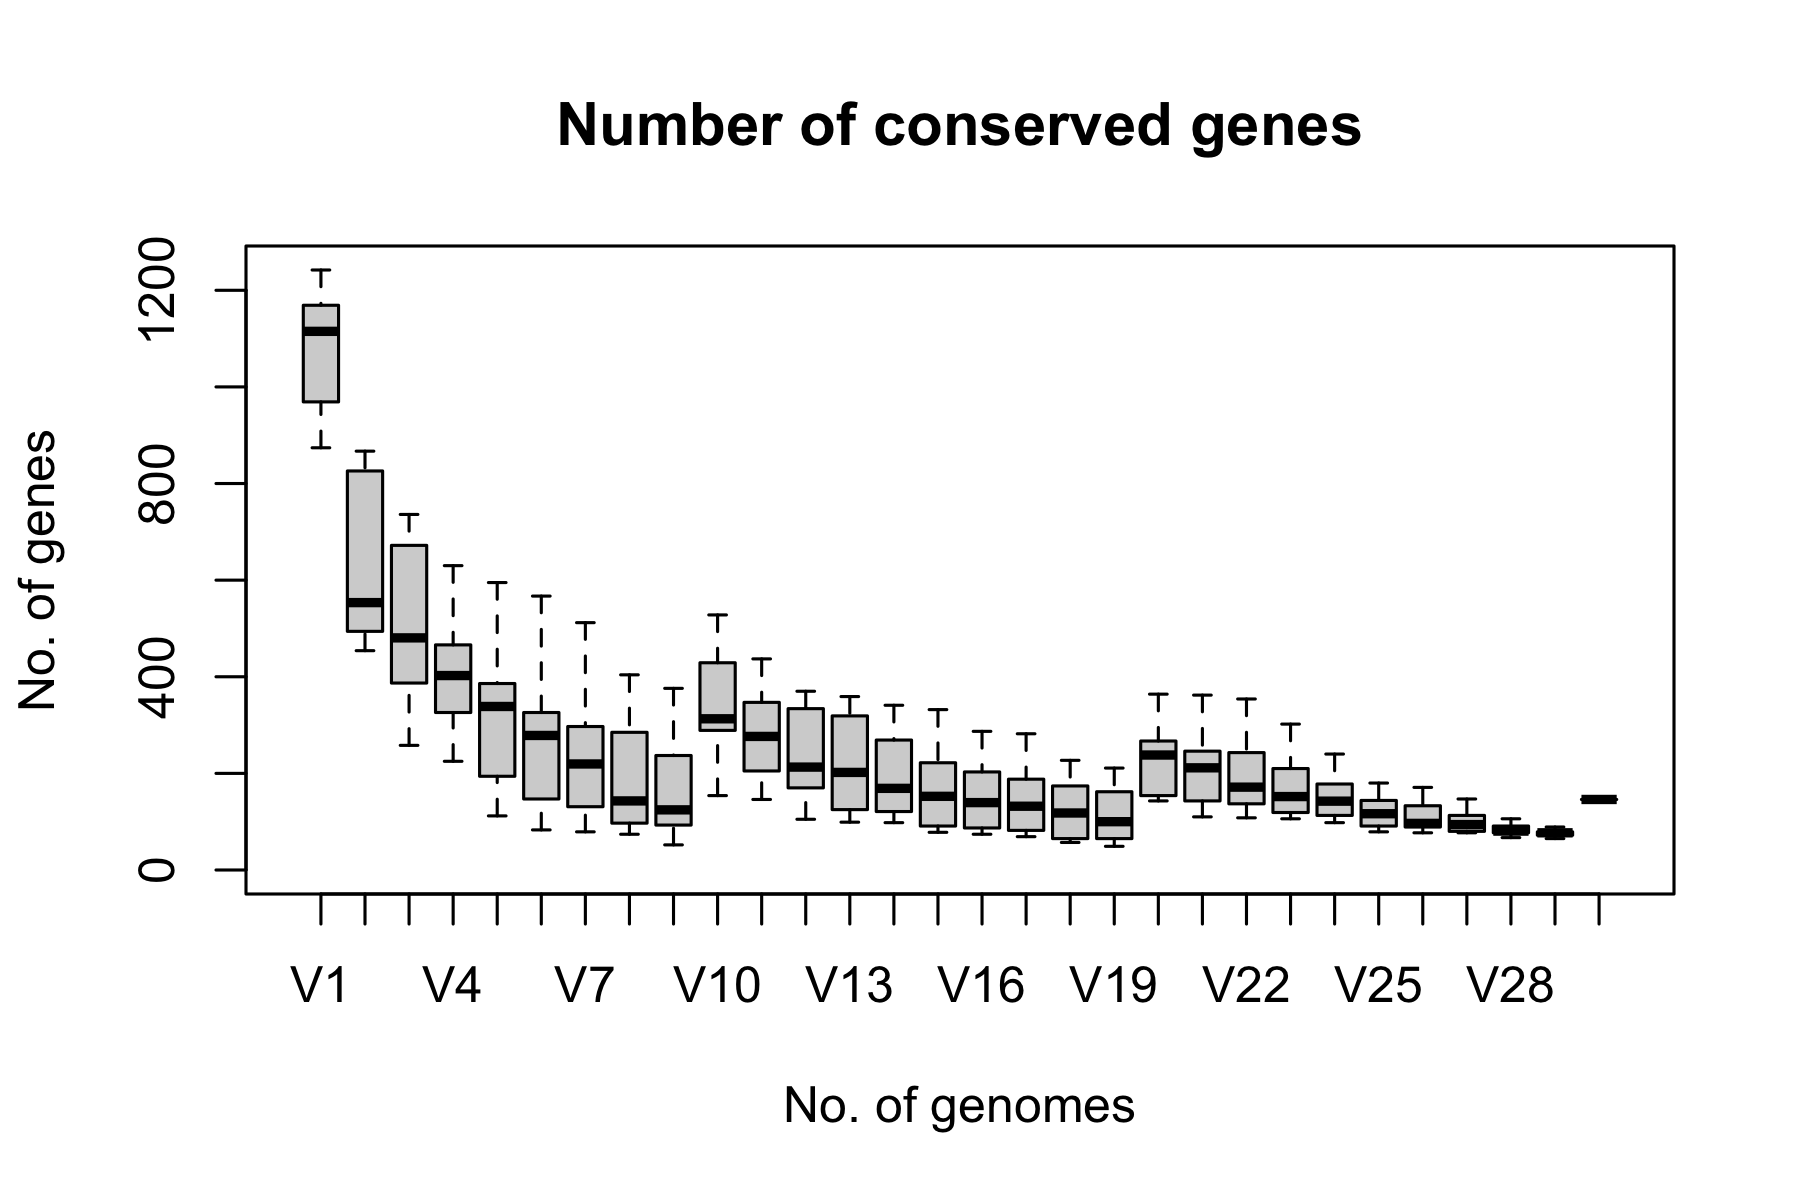 Number of conserved genes
No. of genes
1200
800
400
0
V1 V4 V7 V10 V13 V16 V19 V22 V25 V28
No. of genomes